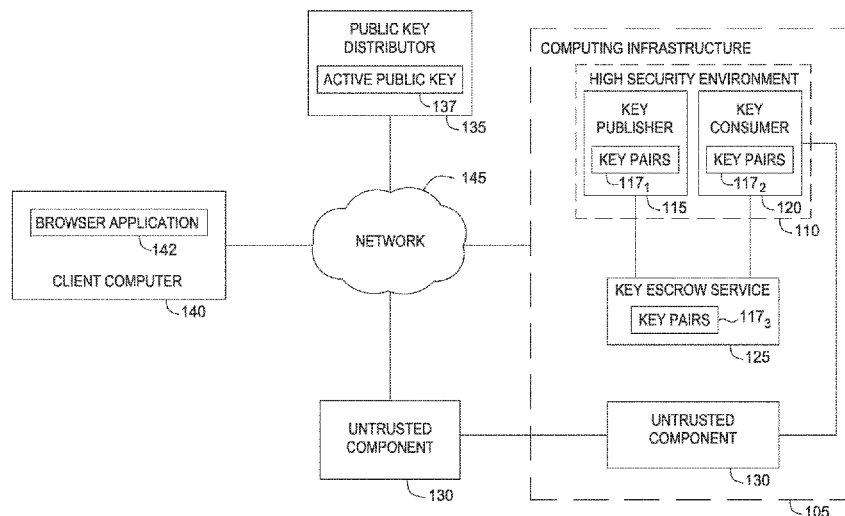 PUBLIC KEY
DISTRIBUTOR
ACTIVE PUBLIC KEY
137
135
COMPUTING INFRASTRUCTURE
HIGH SECURITY ENVIRONMENT
KEY
PUBLISHER
KEY PAIRS
117₁
115
KEY
CONSUMER
KEY PAIRS
117₂
120
110
BROWSER APPLICATION
142
CLIENT COMPUTER
140
145
NETWORK
KEY ESCROW SERVICE
KEY PAIRS
117₃
125
UNTRUSTED
COMPONENT
130
UNTRUSTED
COMPONENT
130
105